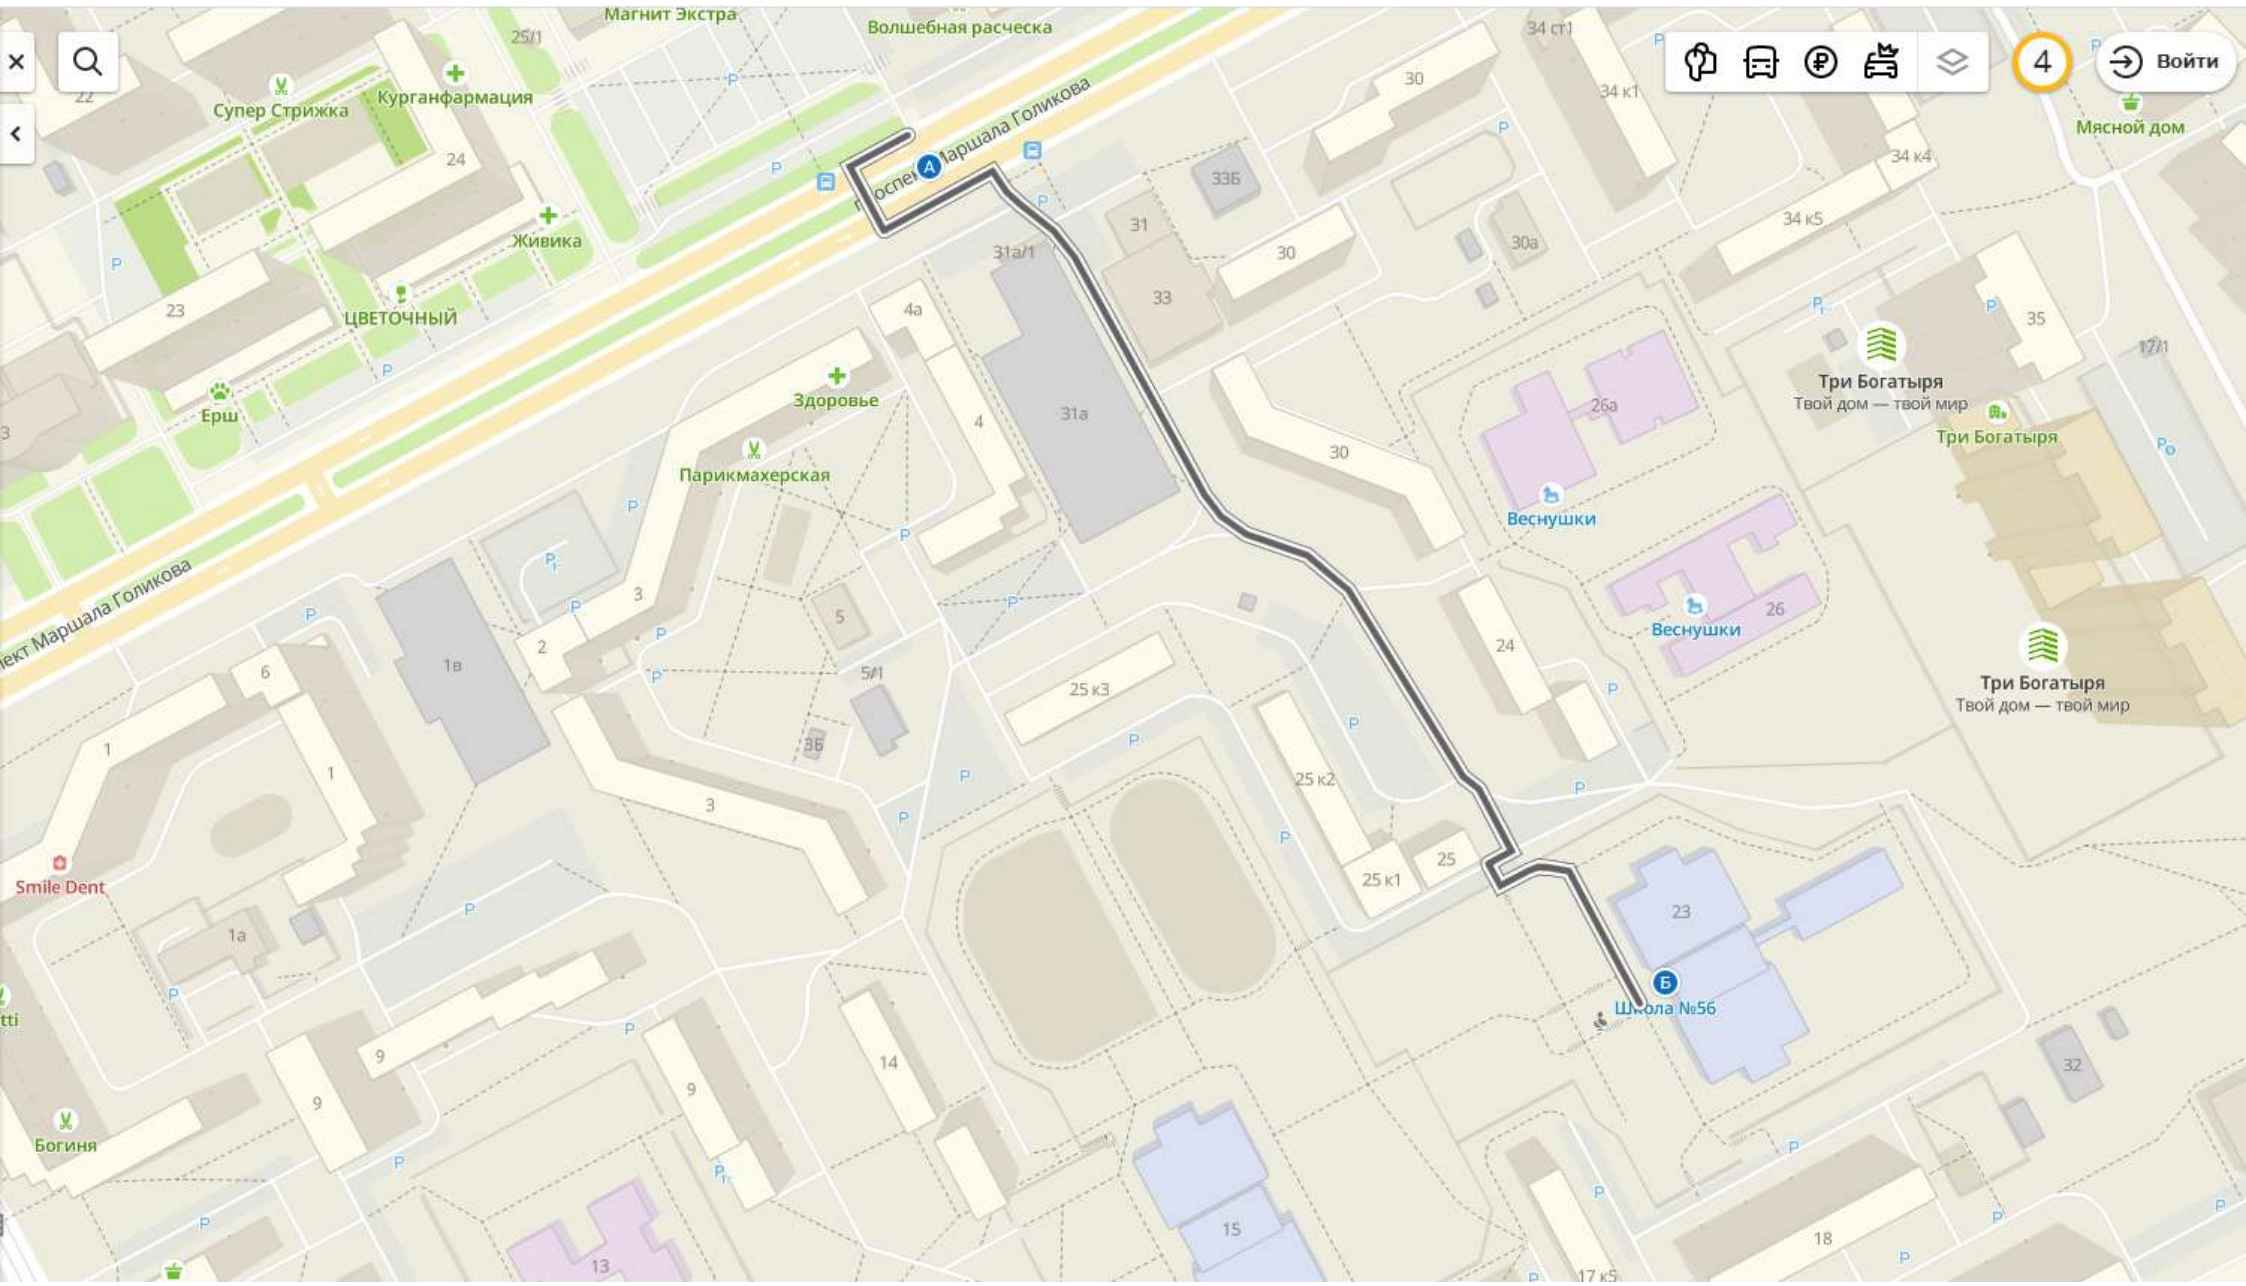 Магнит Экстра
Волшебная расческа
25/1
34 ст1
22
Супер Стрижка
Курганфармация
24
30
34 к1
4
Войти
Мясной дом
34 к4
проспект Маршала Голикова
А
33Б
31
34 к5
Живика
31а/1
30
30а
33
23
ЦВЕТОЧНЫЙ
4а
35
17/1
Здоровье
Три Богатыря
Твой дом — твой мир
Ерш
3
31а
4
26а
Три Богатыря
Парикмахерская
30
Веснушки
пект Маршала Голикова
3
5
26
Веснушки
2
1в
24
6
5/1
25 к3
Три Богатыря
Твой дом — твой мир
1
1
3Б
25 к2
3
25
25 к1
Smile Dent
23
1а
Б
Школа №56
tti
9
14
9
9
32
Богиня
15
18
13
17 к5